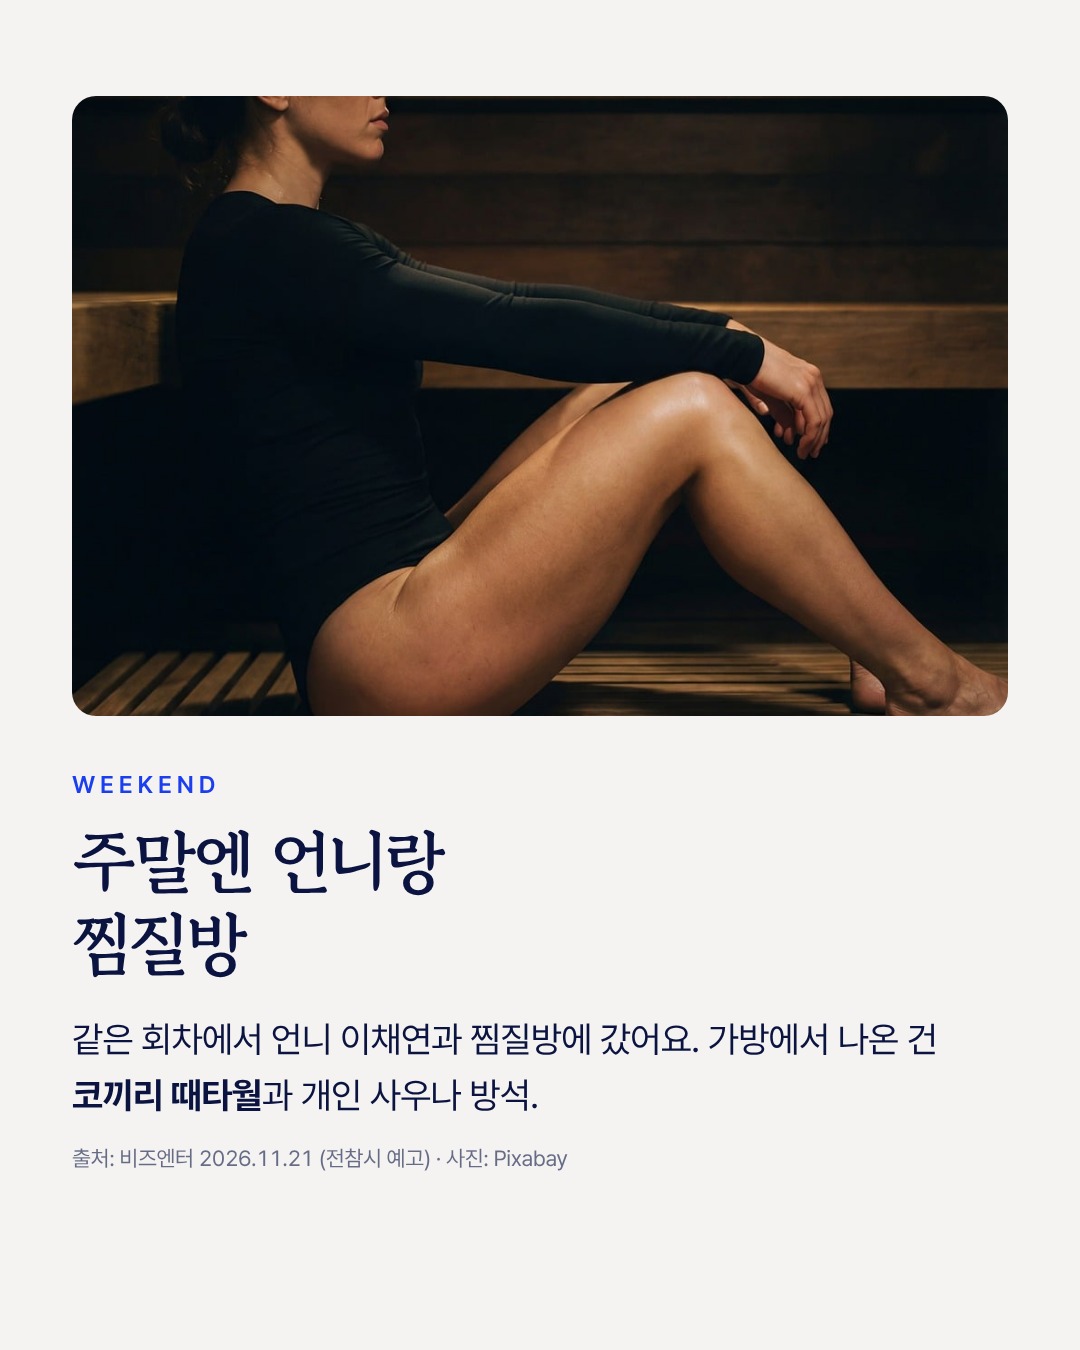 WEEKEND
주말엔 언니랑
찜질방
같은 회차에서 언니 이채연과 찜질방에 갔어요. 가방에서 나온 건
코끼리 때타월과 개인 사우나 방석.
출처: 비즈엔터 2026.11.21 (전참시 예고) · 사진: Pixabay